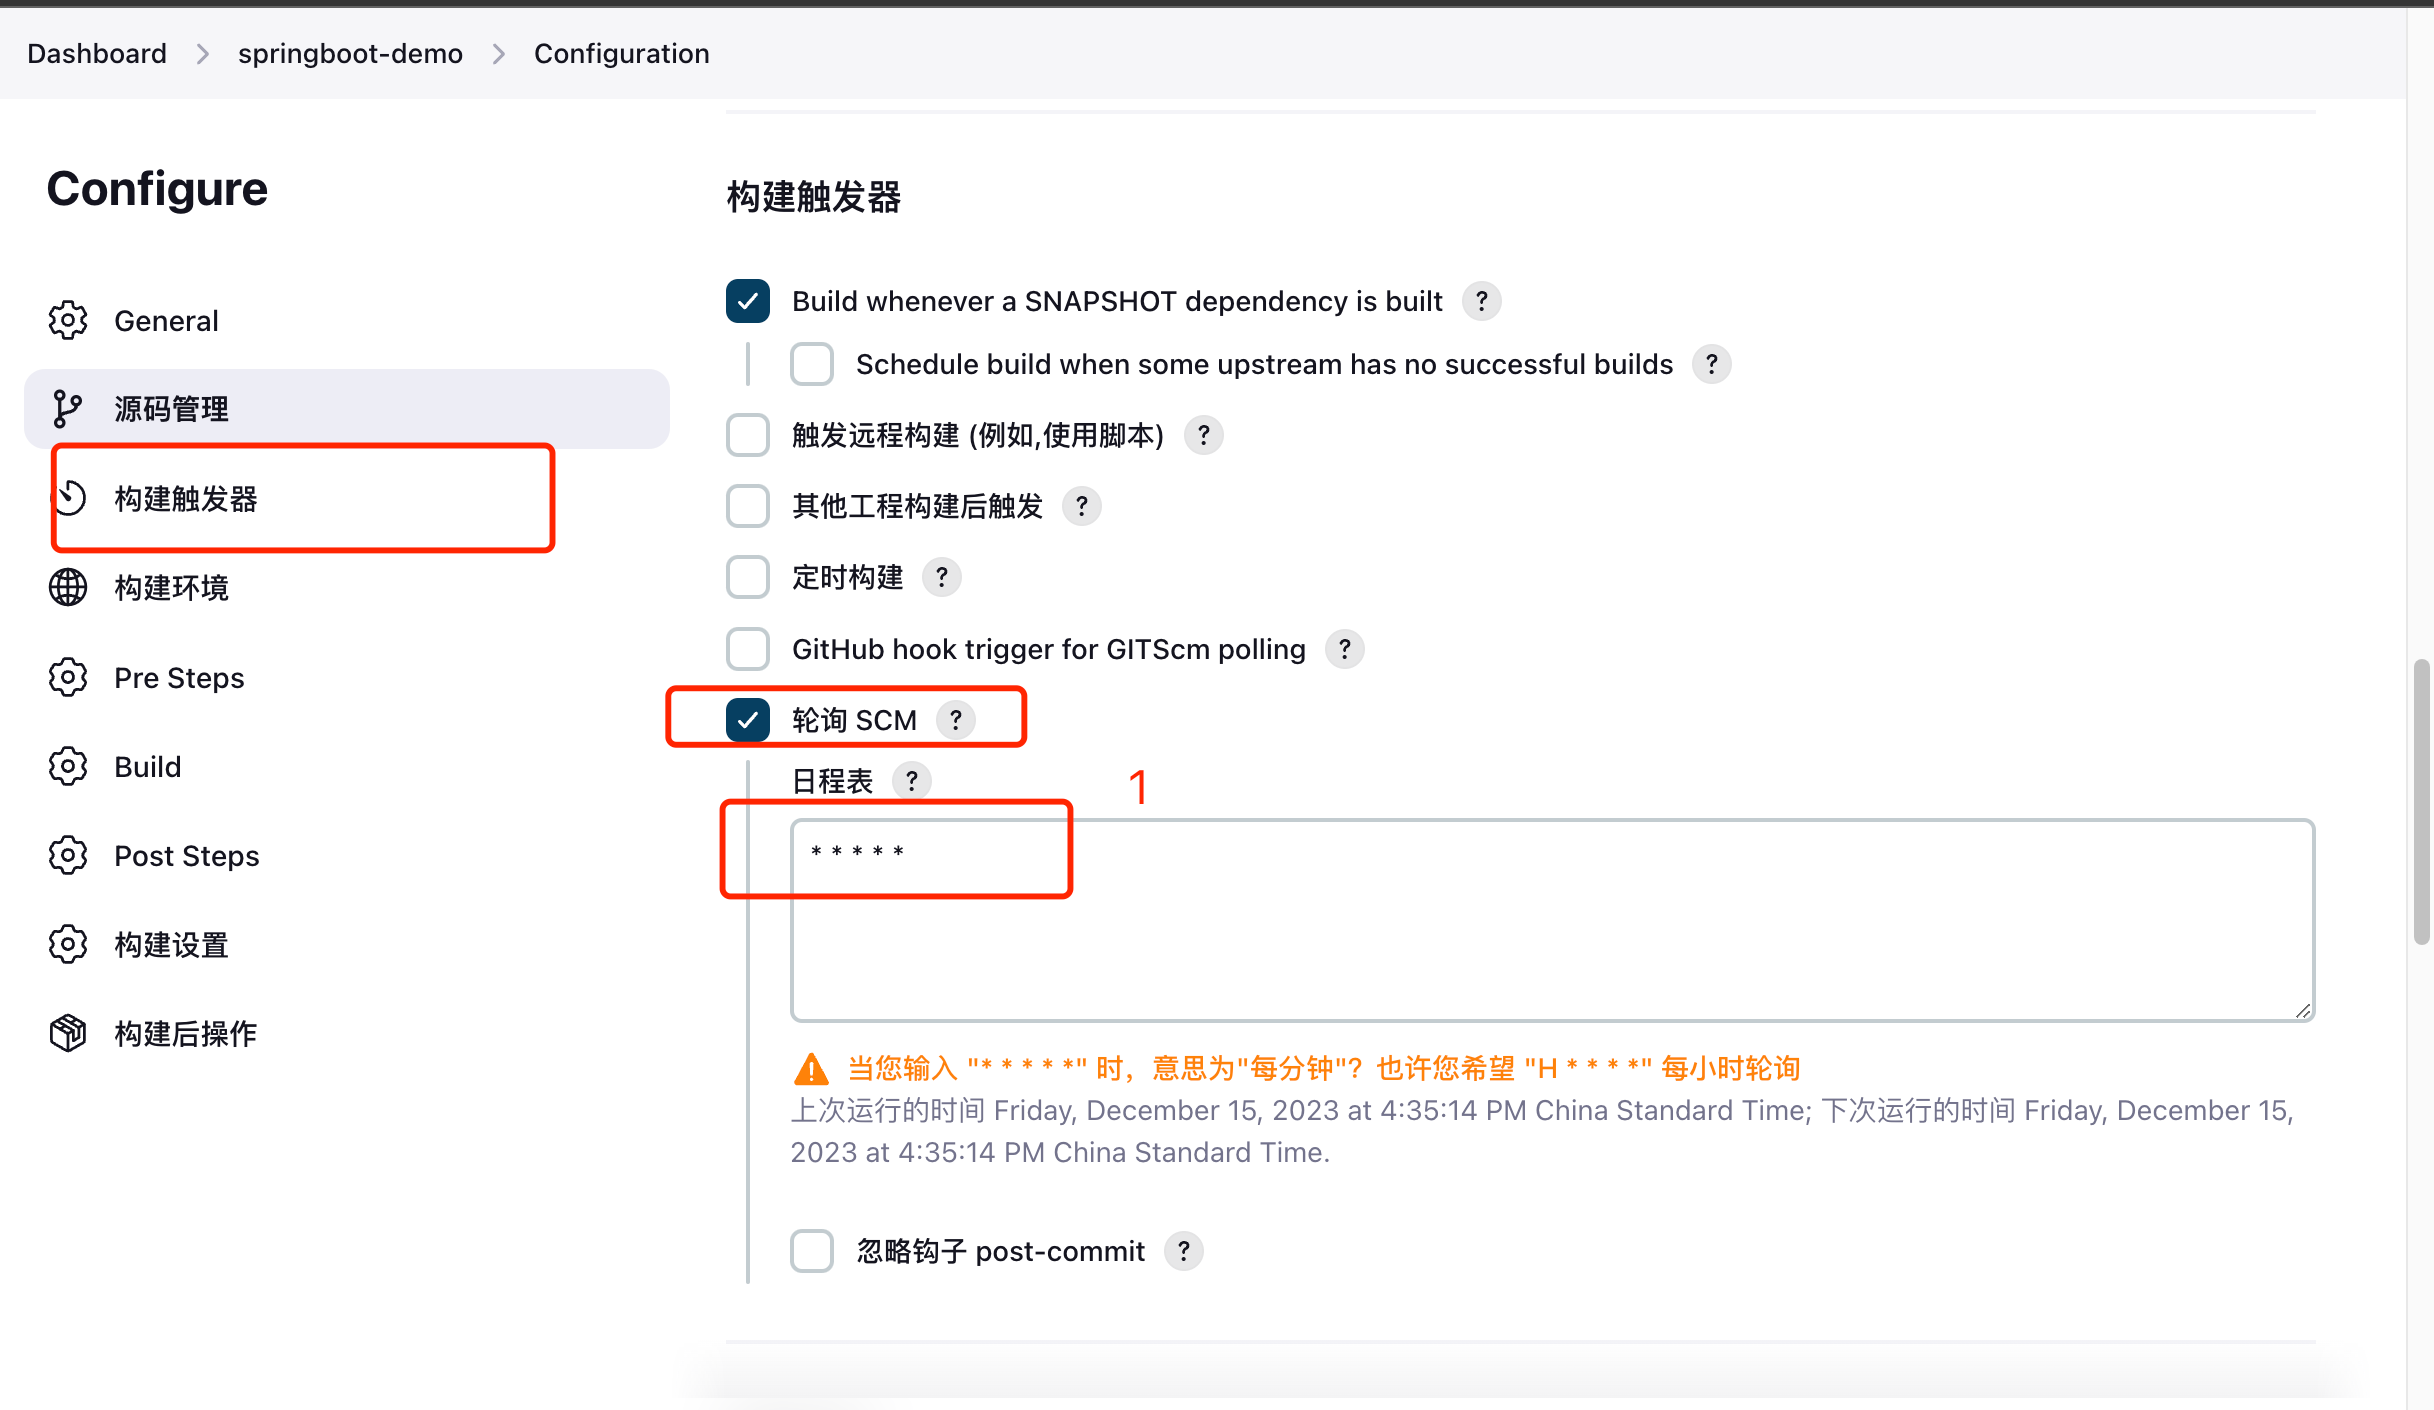 Dashboard > springboot-demo > Configuration
Configure
General
源码管理
构建触发器
构建环境
Pre Steps
Build
Post Steps
构建设置
构建后操作
构建触发器
Build whenever a SNAPSHOT dependency is built ?
Schedule build when some upstream has no successful builds ?
触发远程构建 (例如,使用脚本) ?
其他工程构建后触发 ?
定时构建 ?
GitHub hook trigger for GITScm polling ?
轮询 SCM ?
日程表 ?
1
* * * * *
当您输入 "* * * * *" 时，意思为"每分钟"？也许您希望 "H * * * *" 每小时轮询
上次运行的时间 Friday, December 15, 2023 at 4:35:14 PM China Standard Time; 下次运行的时间 Friday, December 15,
2023 at 4:35:14 PM China Standard Time.
忽略钩子 post-commit ?